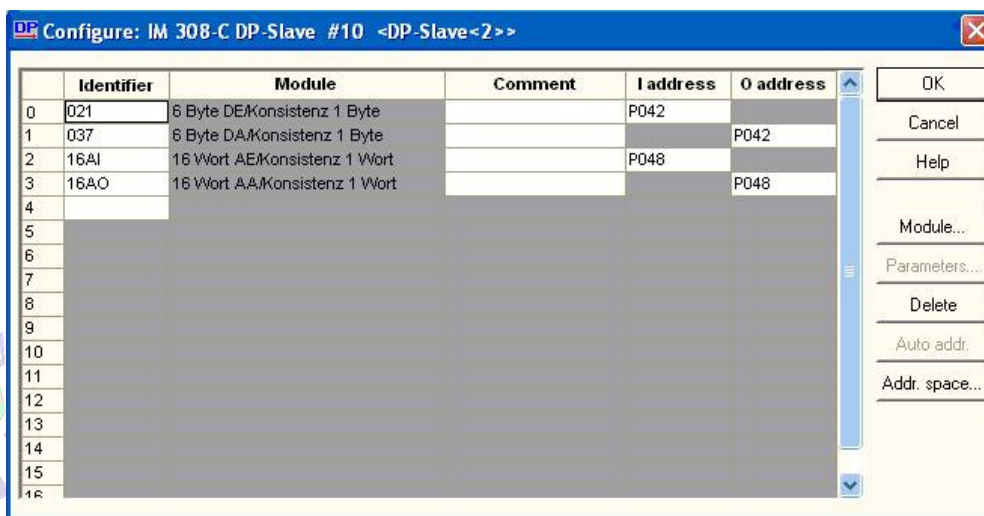 DP Configure: IM 308-C DP-Slave #10 <DP-Slave<2>>
Identifier Module Comment I address O address
0 021 6 Byte DE/Konsistenz 1 Byte P042
1 037 6 Byte DA/Konsistenz 1 Byte P042
2 16AI 16 Wort AE/Konsistenz 1 Wort P048
3 16AO 16 Wort AA/Konsistenz 1 Wort P048
4
5
6
7
8
9
10
11
12
13
14
15
16
OK
Cancel
Help
Module...
Parameters...
Delete
Auto addr.
Addr. space...